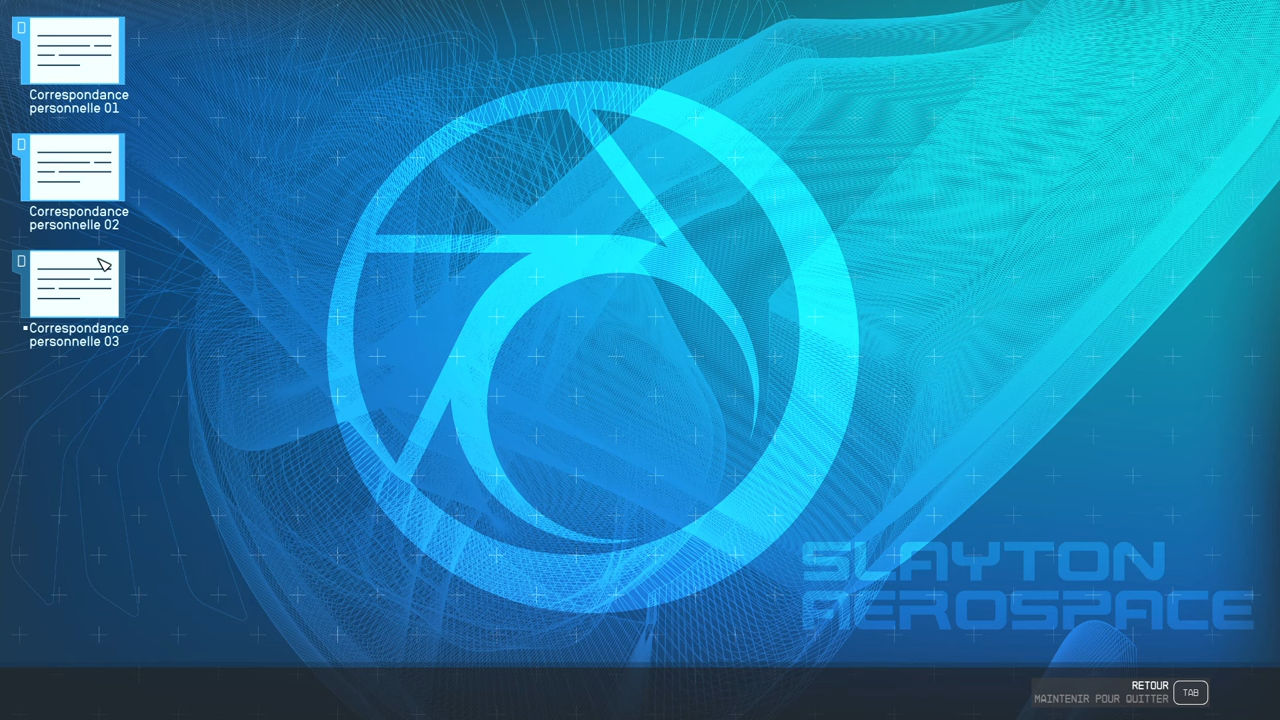 Correspondance
personnelle 01
Correspondance
personnelle 02
Correspondance
personnelle 03
SLAYTON
AEROSPACE
RETOUR
MAINTENIR POUR QUITTER
TAB